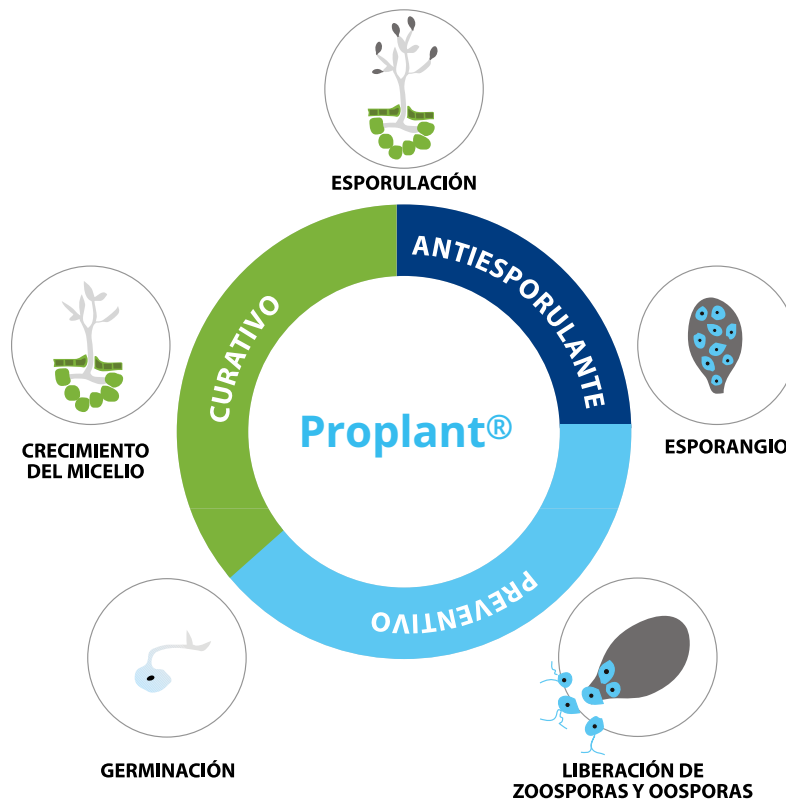 ESPORULACIÓN
ANTIESPORULANTE
CURATIVO
Proplant®
ESPORANGIO
CRECIMIENTO
DEL MICELIO
PREVENTIVO
GERMINACIÓN
LIBERACIÓN DE
ZOOSPORAS Y OOSPORAS